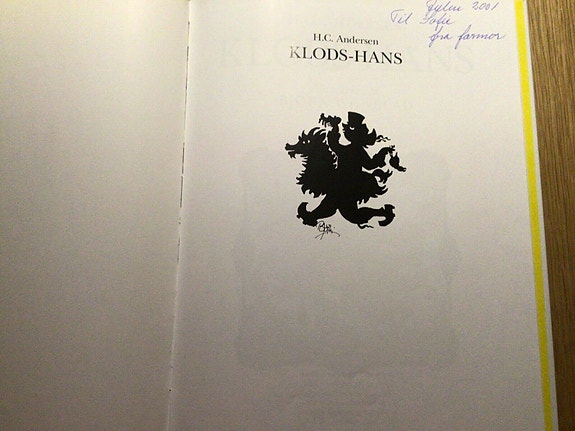 2001
Til Sofie
fra farmor
H.C. Andersen
KLODS-HANS